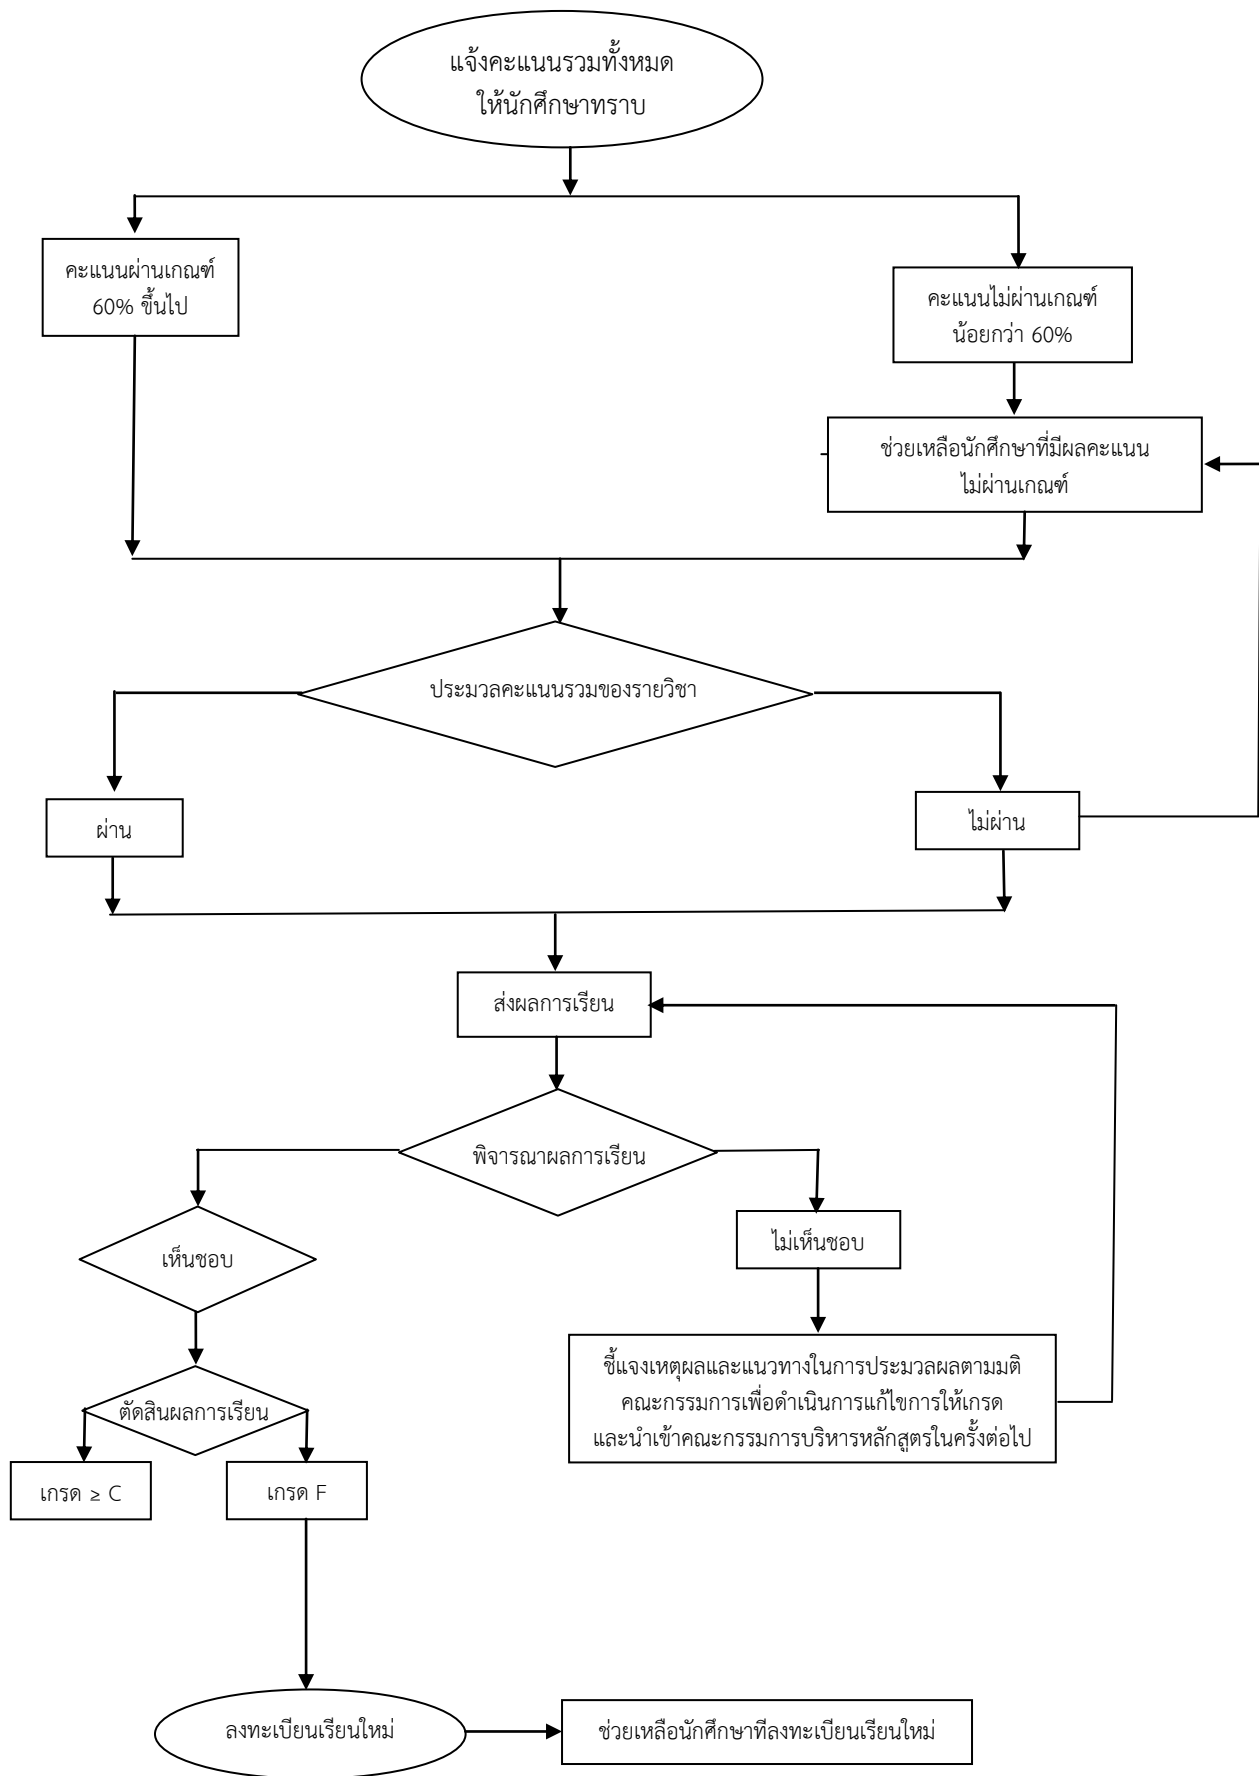 แจ้งคะแนนรวมทั้งหมด
ให้นักศึกษาทราบ
คะแนนผ่านเกณฑ์
60% ขึ้นไป
คะแนนไม่ผ่านเกณฑ์
น้อยกว่า 60%
ช่วยเหลือนักศึกษาที่มีผลคะแนน
ไม่ผ่านเกณฑ์
ประมวลคะแนนรวมของรายวิชา
ผ่าน
ไม่ผ่าน
ส่งผลการเรียน
พิจารณาผลการเรียน
เห็นชอบ
ไม่เห็นชอบ
ชี้แจงเหตุผลและแนวทางในการประมวลผลตามมติ
คณะกรรมการเพื่อดำเนินการแก้ไขการให้เกรด
และนำเข้าคณะกรรมการบริหารหลักสูตรในครั้งต่อไป
ตัดสินผลการเรียน
เกรด ≥ C
เกรด F
ลงทะเบียนเรียนใหม่
ช่วยเหลือนักศึกษาทีลงทะเบียนเรียนใหม่